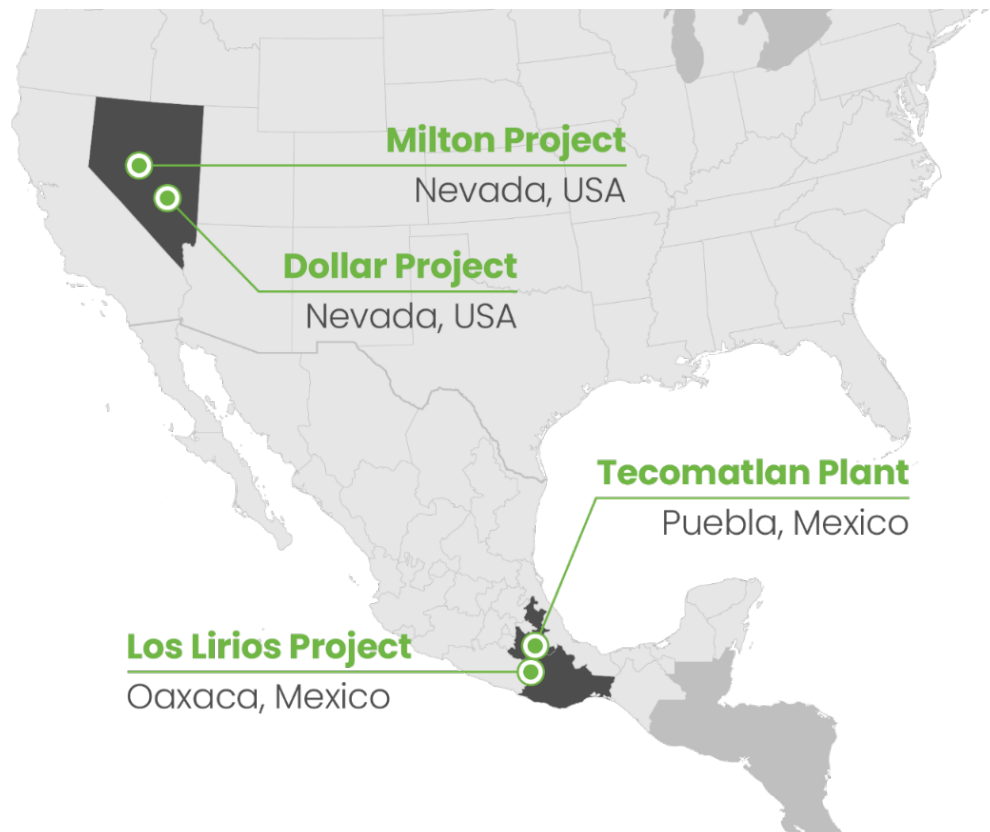 Milton Project
Nevada, USA
Dollar Project
Nevada, USA
Tecomatlan Plant
Puebla, Mexico
Los Lirios Project
Oaxaca, Mexico